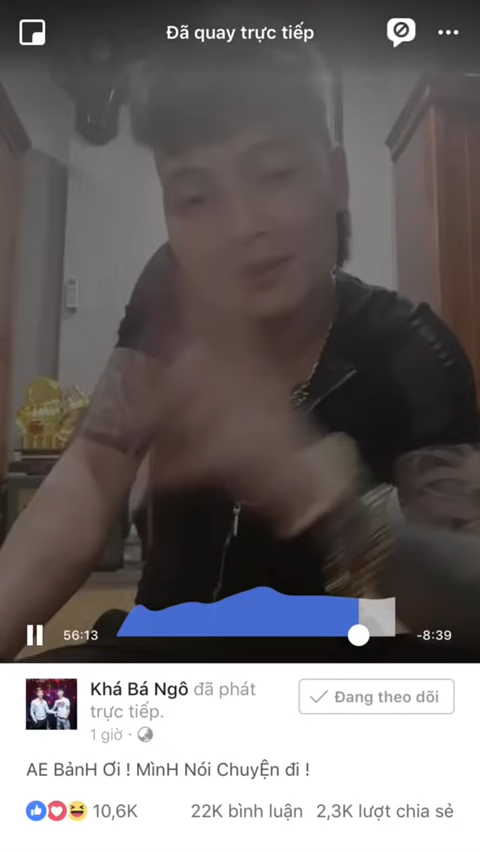 Đã quay trực tiếp
56:13
-8:39
Khá Bá Ngô đã phát
trực tiếp.
1 giờ ·
Đang theo dõi
AE BảnH Ơi ! MìnH Nói ChuyỆn đi !
10,6K
22K bình luận 2,3K lượt chia sẻ